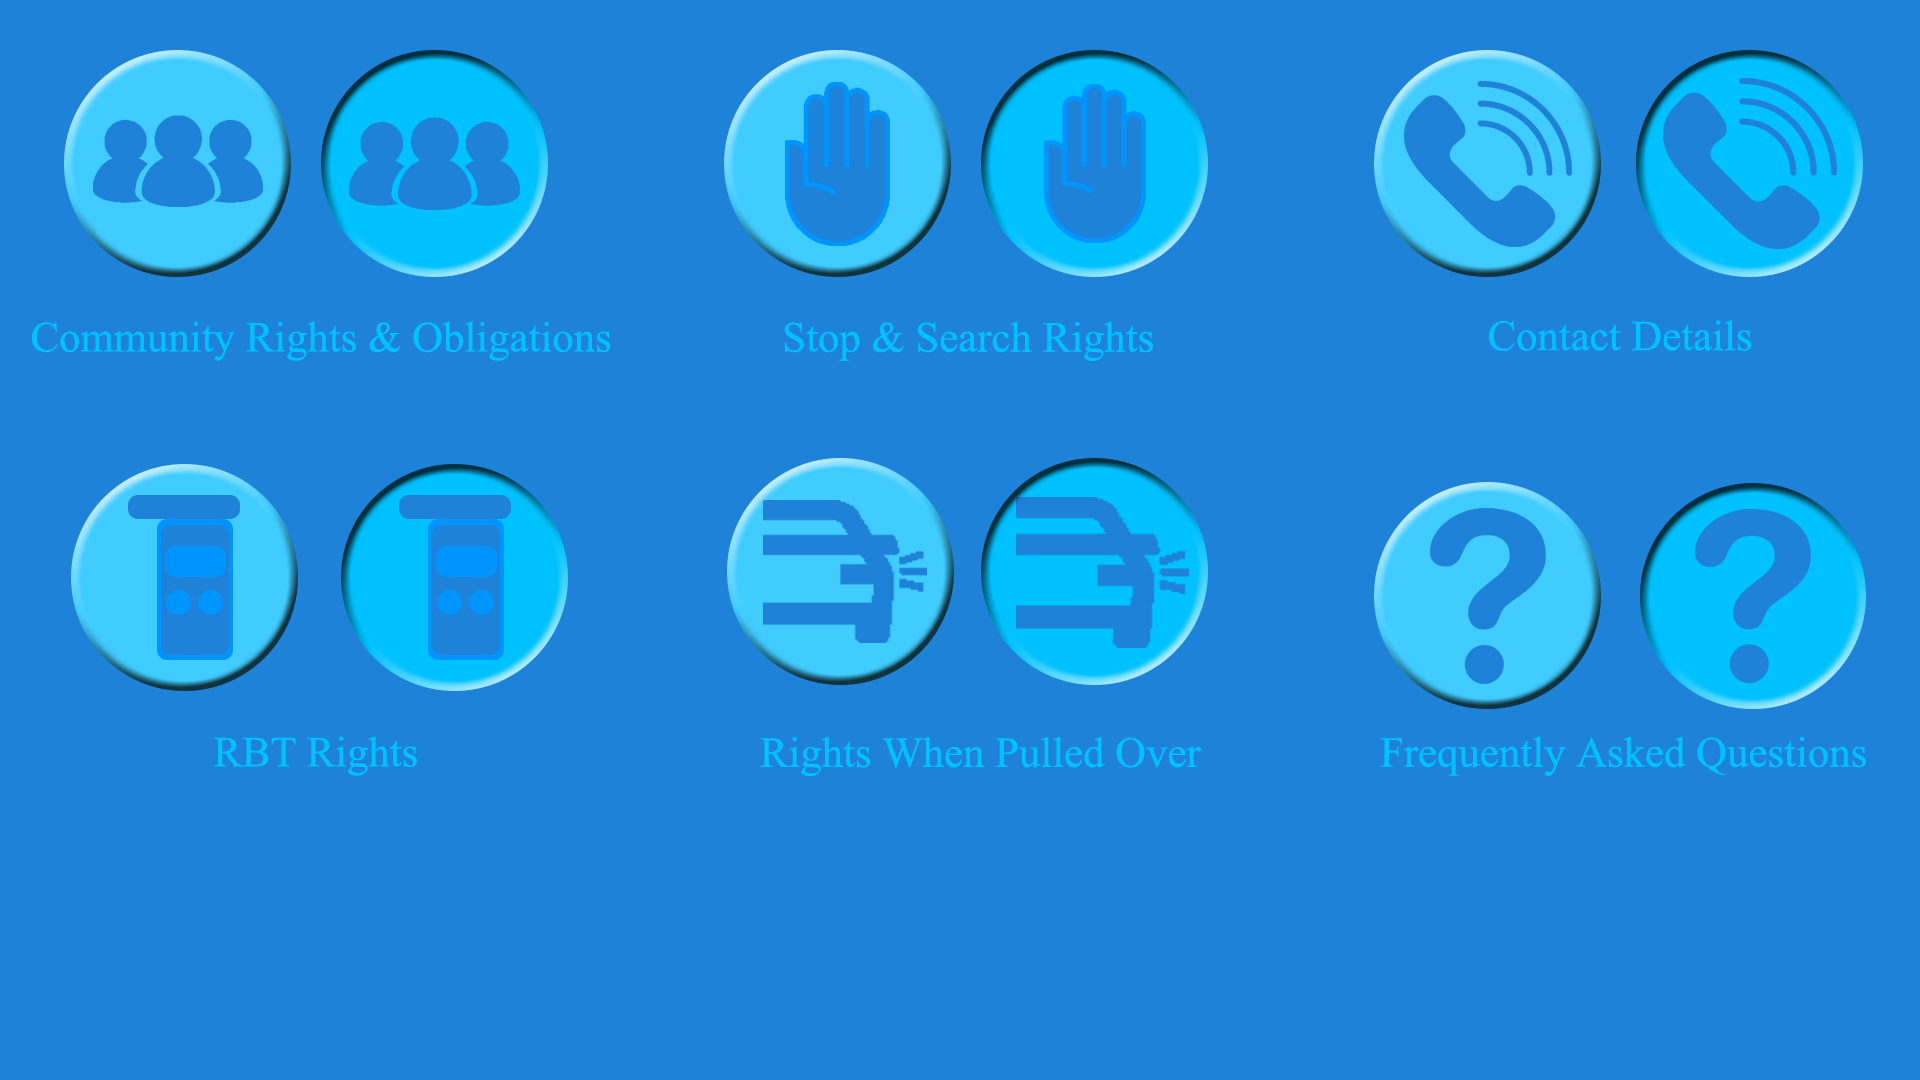 Community Rights & Obligations
Stop & Search Rights
Contact Details
RBT Rights
Rights When Pulled Over
Frequently Asked Questions